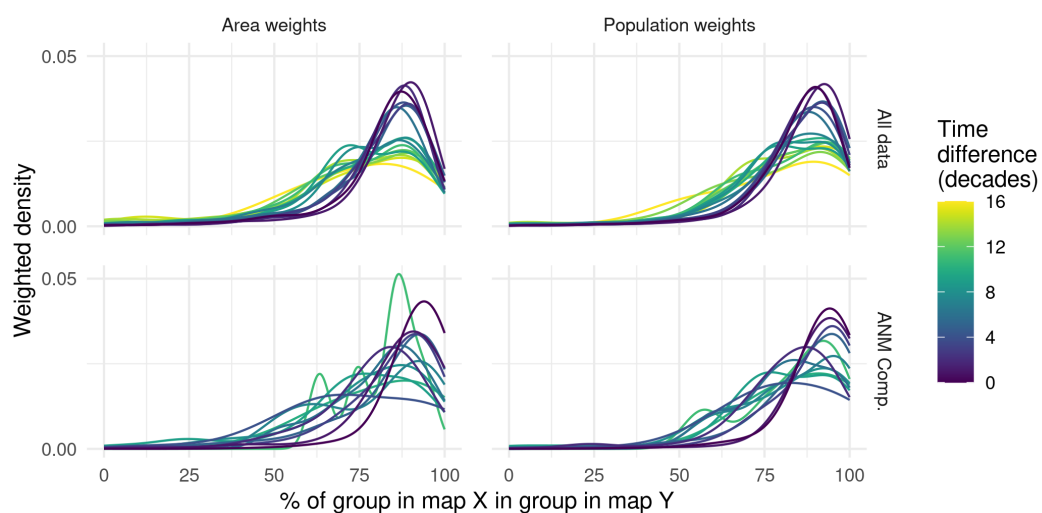 Area weights
Population weights
0.05
0.00
All data
0.05
0.00
ANM Comp.
0
25
50
75
100
0
25
50
75
100
% of group in map X in group in map Y
Weighted density
Time
difference
(decades)
16
12
8
4
0